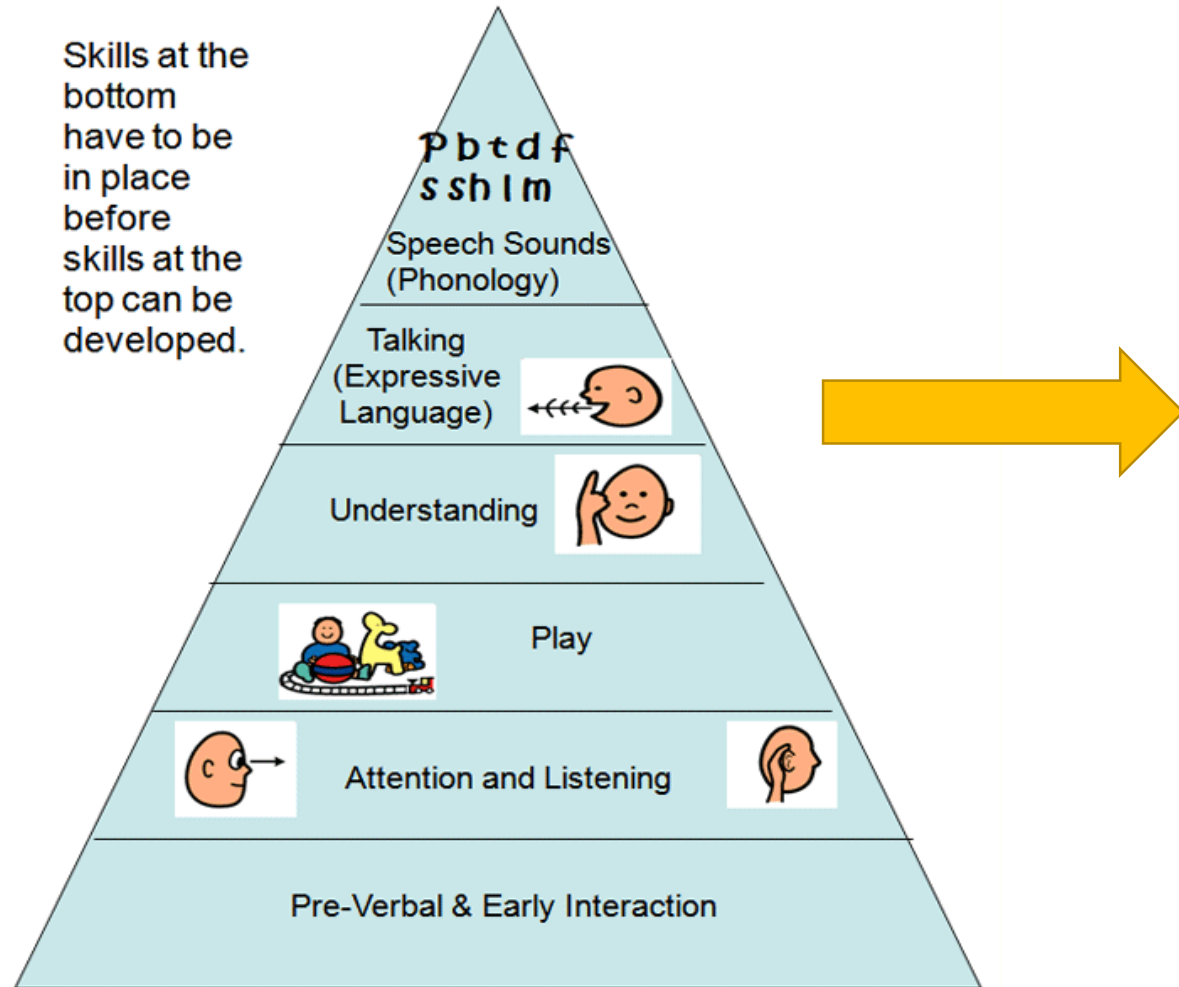 Skills at the
bottom
have to be
in place
before
skills at the
top can be
developed.
P b t d f
s sh l m
Speech Sounds
(Phonology)
Talking
(Expressive
Language)
Understanding
Play
Attention and Listening
Pre-Verbal & Early Interaction